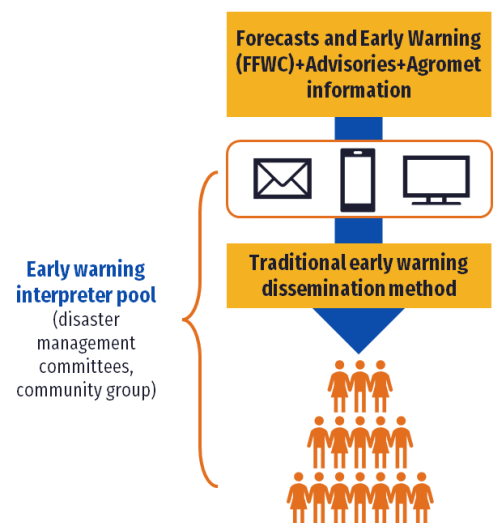 Forecasts and Early Warning
(FFWC)+Advisories+Agromet
information
Traditional early warning
dissemination method
Early warning
interpreter pool
(disaster
management
committees,
community group)